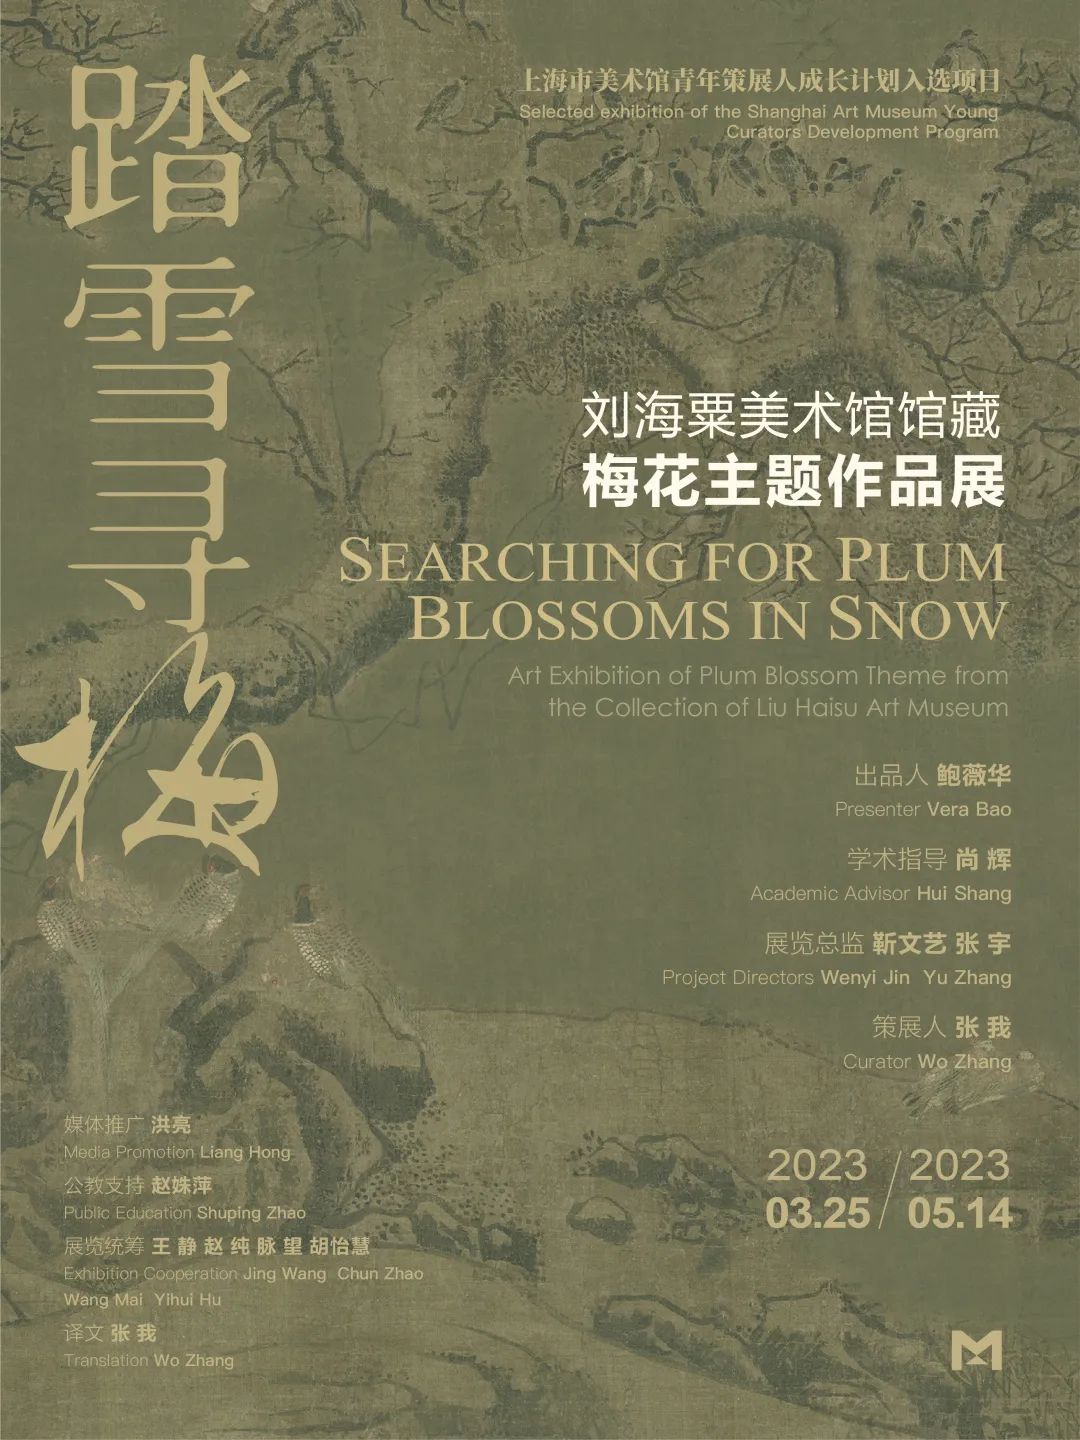 踏雪寻梅
上海市美术馆青年策展人成长计划入选项目
Selected exhibition of the Shanghai Art Museum Young
Curators Development Program
刘海粟美术馆馆藏
梅花主题作品展
SEARCHING FOR PLUM
BLOSSOMS IN SNOW
Art Exhibition of Plum Blossom Theme from
the Collection of Liu Haisu Art Museum
出品人 鲍薇华
Presenter Vera Bao
学术指导 尚 辉
Academic Advisor Hui Shang
展览总监 靳文艺 张 宇
Project Directors Wenyi Jin Yu Zhang
策展人 张 我
Curator Wo Zhang
媒体推广 洪亮
Media Promotion Liang Hong
公教支持 赵姝萍
Public Education Shuping Zhao
展览统筹 王 静 赵 纯 脉 望 胡怡慧
Exhibition Cooperation Jing Wang Chun Zhao
Wang Mai Yihui Hu
译文 张 我
Translation Wo Zhang
2023 / 2023
03.25 / 05.14